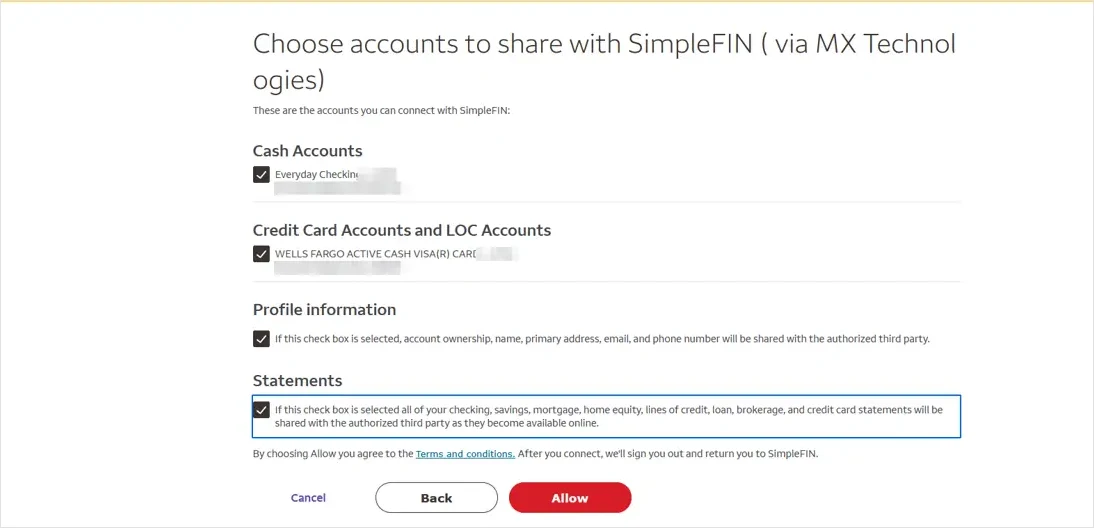 Choose accounts to share with SimpleFIN ( via MX Technol
ogies)
These are the accounts you can connect with SimpleFIN:
Cash Accounts
Everyday Checking
Credit Card Accounts and LOC Accounts
WELLS FARGO ACTIVE CASH VISA(R) CARD
Profile information
If this check box is selected, account ownership, name, primary address, email, and phone number will be shared with the authorized third party.
Statements
If this check box is selected all of your checking, savings, mortgage, home equity, lines of credit, loan, brokerage, and credit card statements will be
shared with the authorized third party as they become available online.
By choosing Allow you agree to the Terms and conditions. After you connect, we'll sign you out and return you to SimpleFIN.
Cancel
Back
Allow